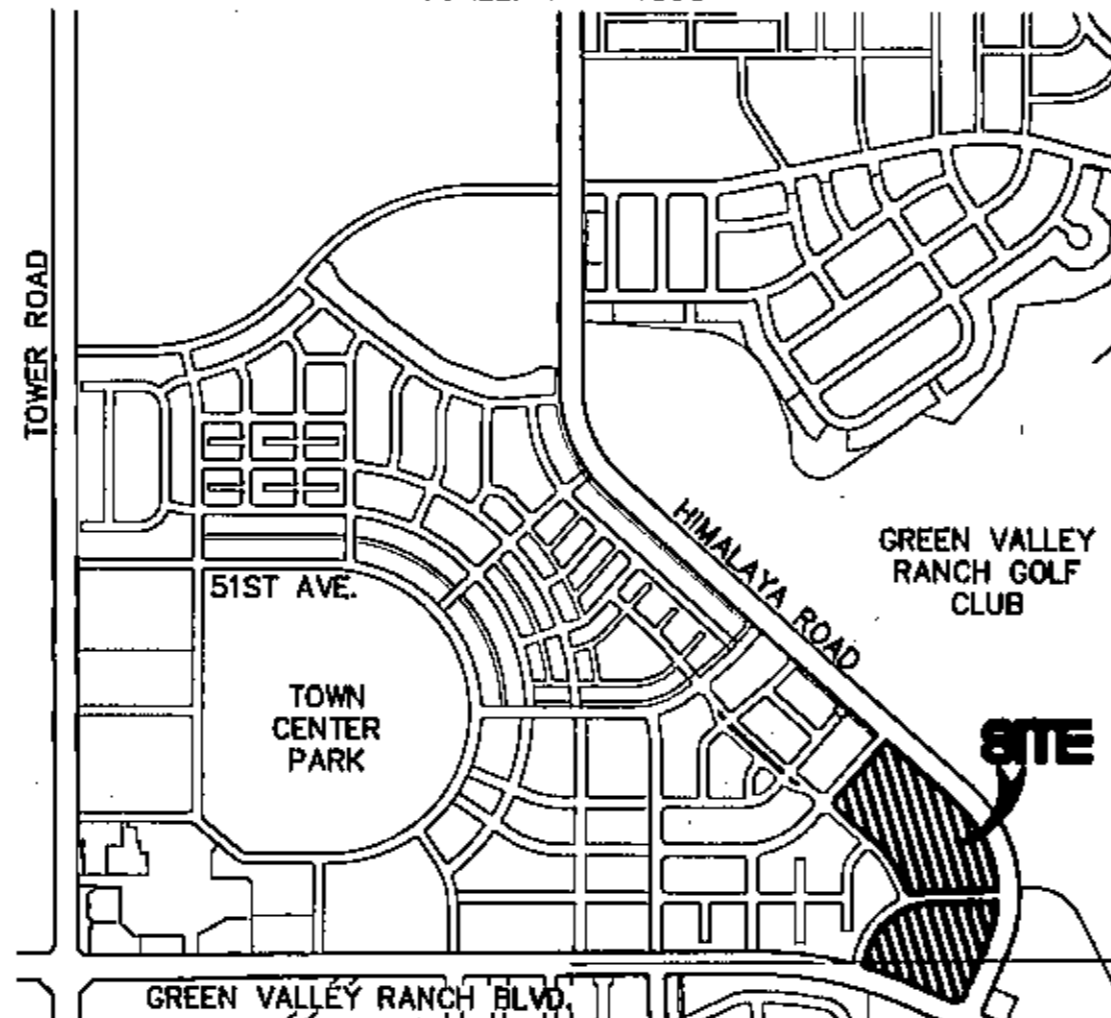 TOWER ROAD
HIMALAYA ROAD
GREEN VALLEY
RANCH GOLF
CLUB
51ST AVE.
TOWN
CENTER
PARK
SITE
GREEN VALLEY RANCH BLVD.